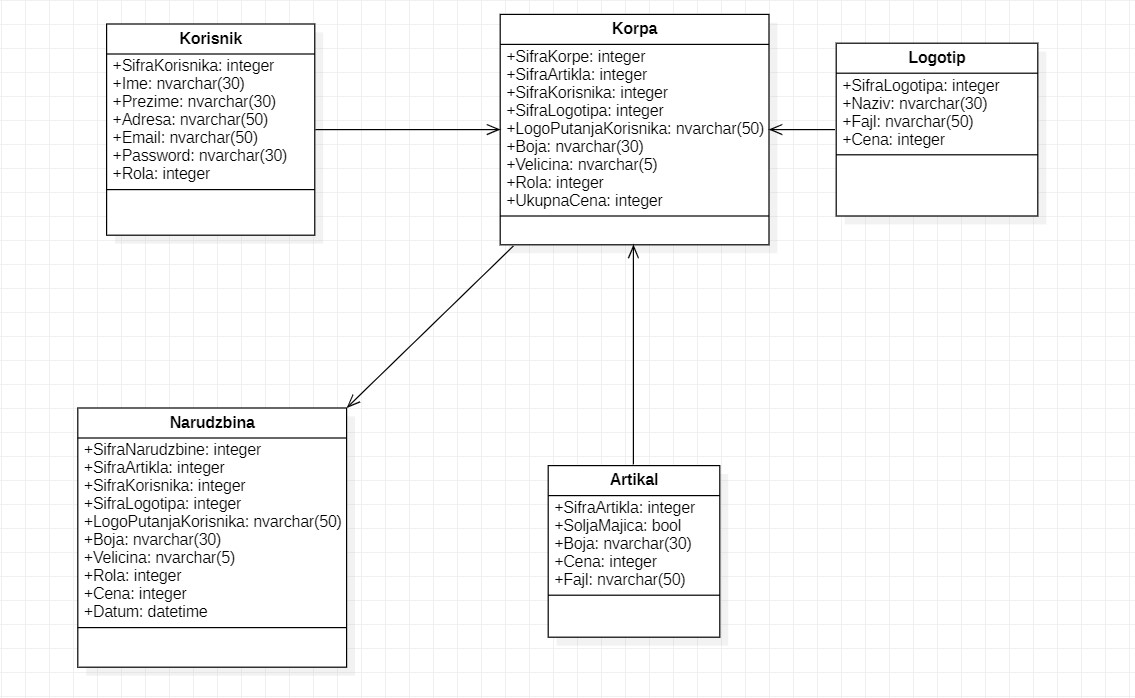 Korisnik
+SifraKorisnika: integer
+Ime: nvarchar(30)
+Prezime: nvarchar(30)
+Adresa: nvarchar(50)
+Email: nvarchar(50)
+Password: nvarchar(30)
+Rola: integer
Korpa
+SifraKorpe: integer
+SifraArtikla: integer
+SifraKorisnika: integer
+SifraLogotipa: integer
+LogoPutanjaKorisnika: nvarchar(50)
+Boja: nvarchar(30)
+Velicina: nvarchar(5)
+Rola: integer
+UkupnaCena: integer
Logotip
+SifraLogotipa: integer
+Naziv: nvarchar(30)
+Fajl: nvarchar(50)
+Cena: integer
Narudzbina
+SifraNarudzbine: integer
+SifraArtikla: integer
+SifraKorisnika: integer
+SifraLogotipa: integer
+LogoPutanjaKorisnika: nvarchar(50)
+Boja: nvarchar(30)
+Velicina: nvarchar(5)
+Rola: integer
+Cena: integer
+Datum: datetime
Artikal
+SifraArtikla: integer
+SoljaMajica: bool
+Boja: nvarchar(30)
+Cena: integer
+Fajl: nvarchar(50)